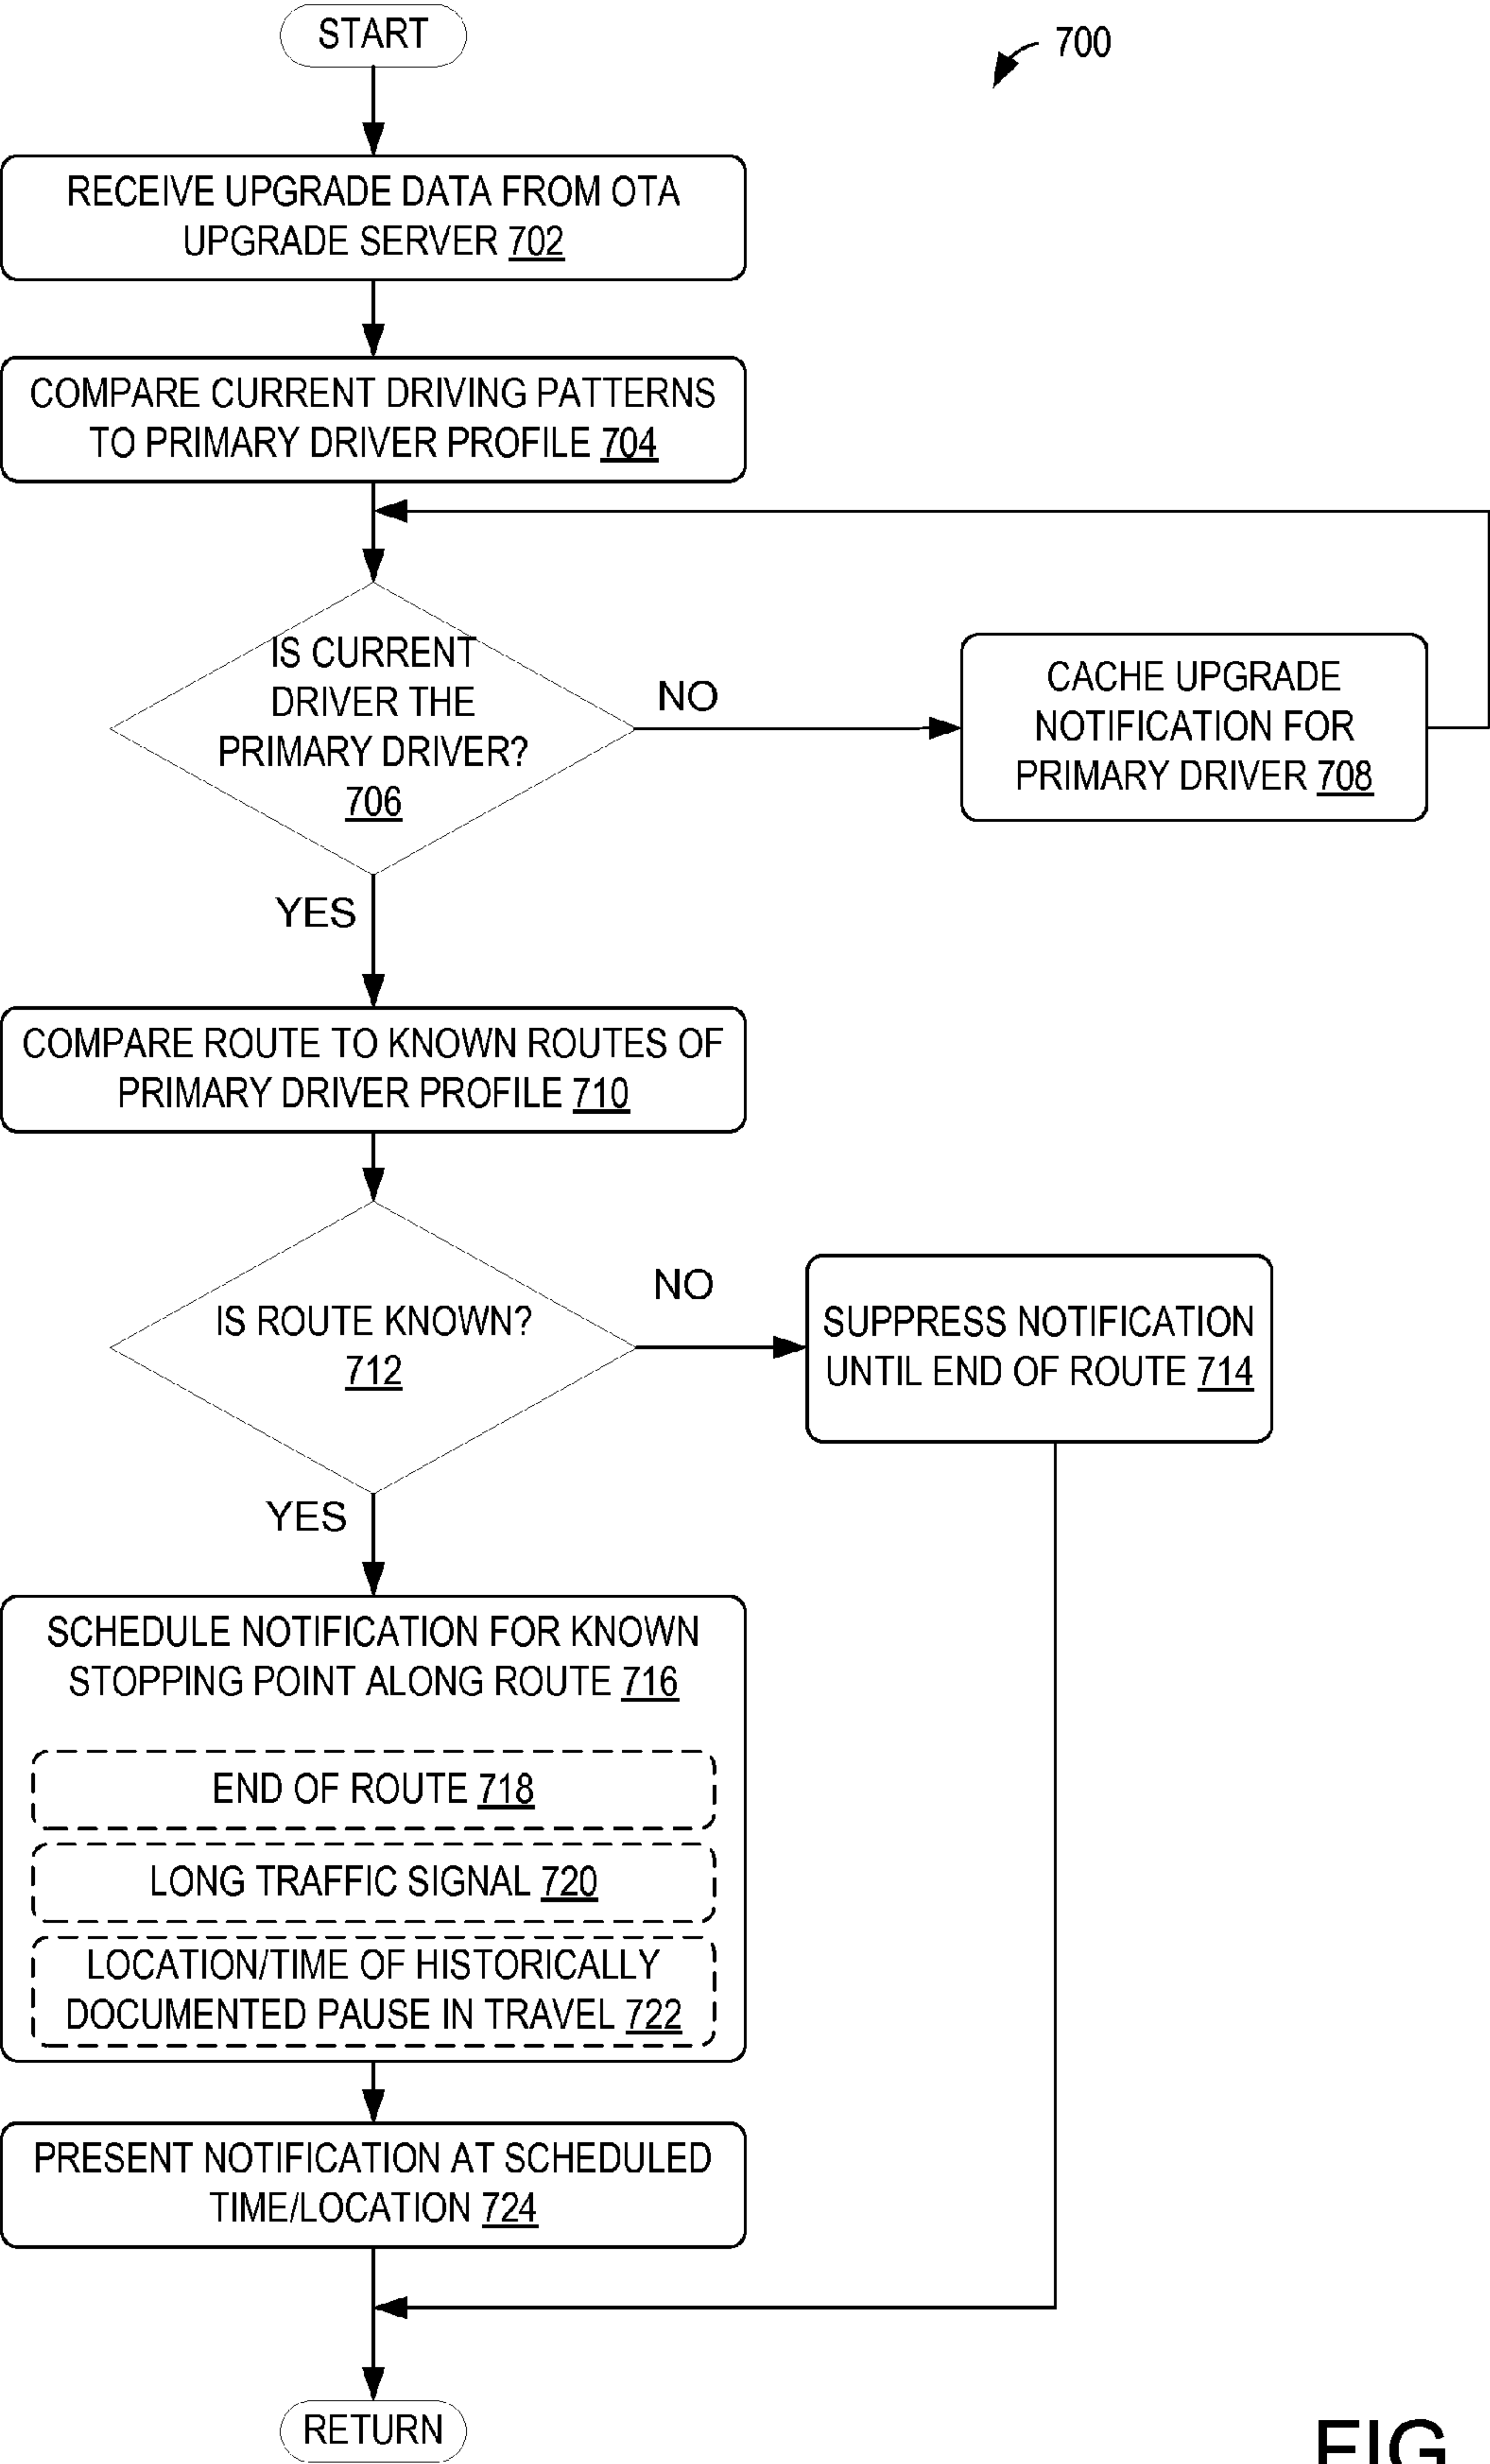 START
700
RECEIVE UPGRADE DATA FROM OTA
UPGRADE SERVER 702
COMPARE CURRENT DRIVING PATTERNS
TO PRIMARY DRIVER PROFILE 704
IS CURRENT
DRIVER THE
PRIMARY DRIVER?
706
NO
CACHE UPGRADE
NOTIFICATION FOR
PRIMARY DRIVER 708
YES
COMPARE ROUTE TO KNOWN ROUTES OF
PRIMARY DRIVER PROFILE 710
IS ROUTE KNOWN?
712
NO
SUPPRESS NOTIFICATION
UNTIL END OF ROUTE 714
YES
SCHEDULE NOTIFICATION FOR KNOWN
STOPPING POINT ALONG ROUTE 716
END OF ROUTE 718
LONG TRAFFIC SIGNAL 720
LOCATION/TIME OF HISTORICALLY
DOCUMENTED PAUSE IN TRAVEL 722
PRESENT NOTIFICATION AT SCHEDULED
TIME/LOCATION 724
RETURN
FIG